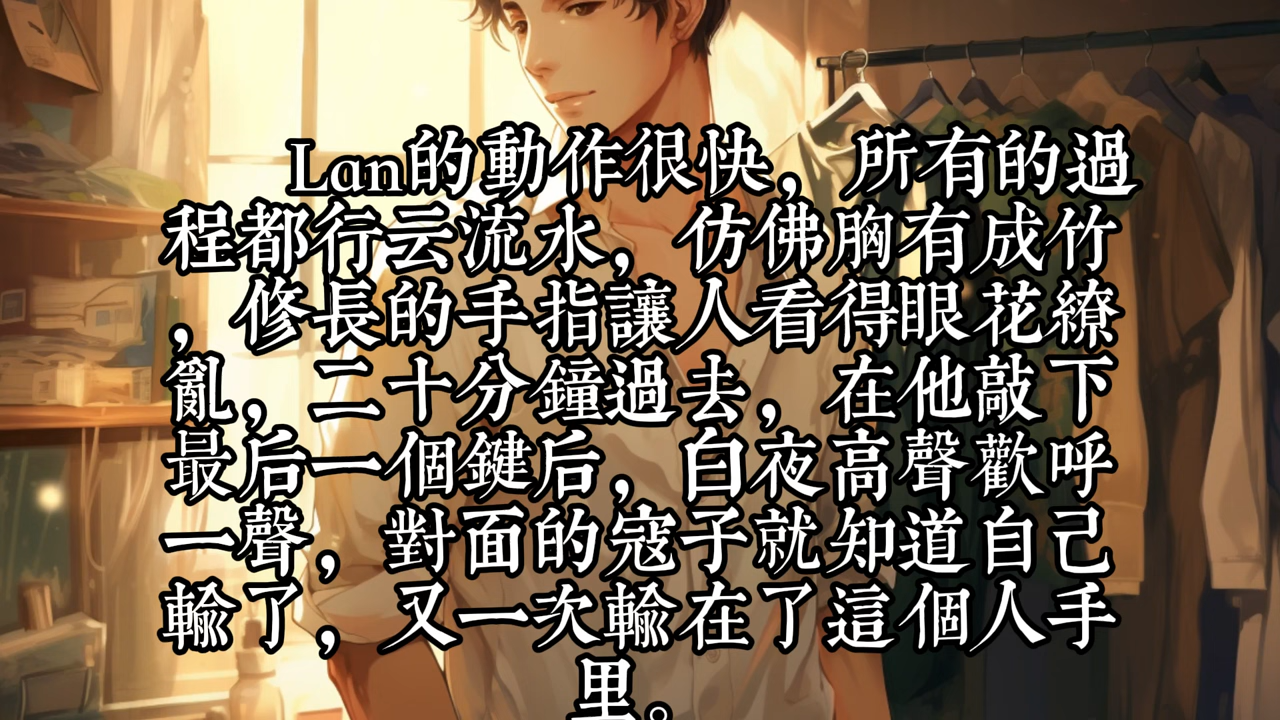 Lan的動作很快，所有的過
程都行云流水，仿佛胸有成竹
，修長的手指讓人看得眼花繚
亂，二十分鐘過去，在他敲下
最后一個鍵后，白夜高聲歡呼
一聲，對面的寇子就知道自己
輸了，又一次輸在了這個人手
里。